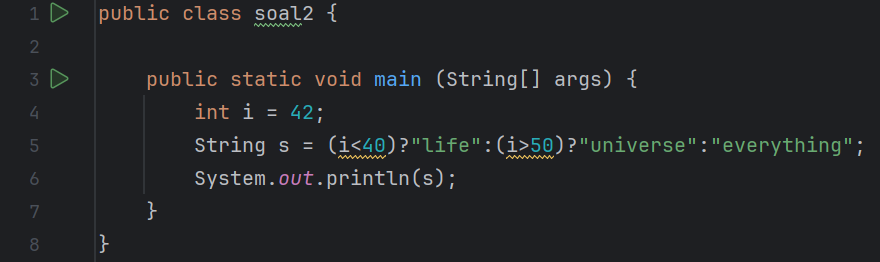 1 public class soal2 {
2
3 public static void main (String[] args) {
4 int i = 42;
5 String s = (i<40)?"life":(i>50)?"universe":"everything";
6 System.out.println(s);
7 }
8 }